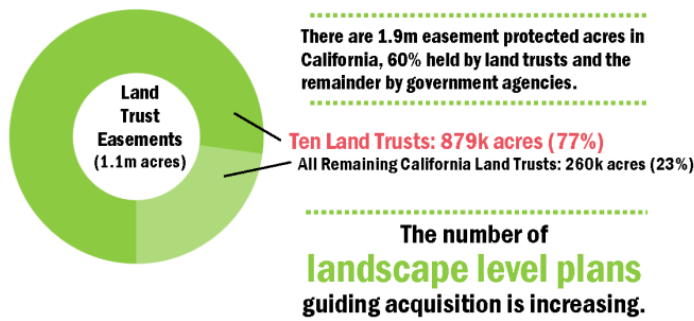 Land
Trust
Easements
(1.1m acres)
There are 1.9m easement protected acres in
California, 60% held by land trusts and the
remainder by government agencies.
Ten Land Trusts: 879k acres (77%)
All Remaining California Land Trusts: 260k acres (23%)
The number of
landscape level plans
guiding acquisition is increasing.